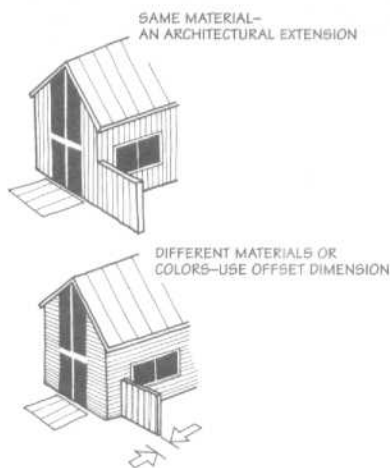 SAME MATERIAL–
AN ARCHITECTURAL EXTENSION
DIFFERENT MATERIALS OR
COLORS–USE OFFSET DIMENSION